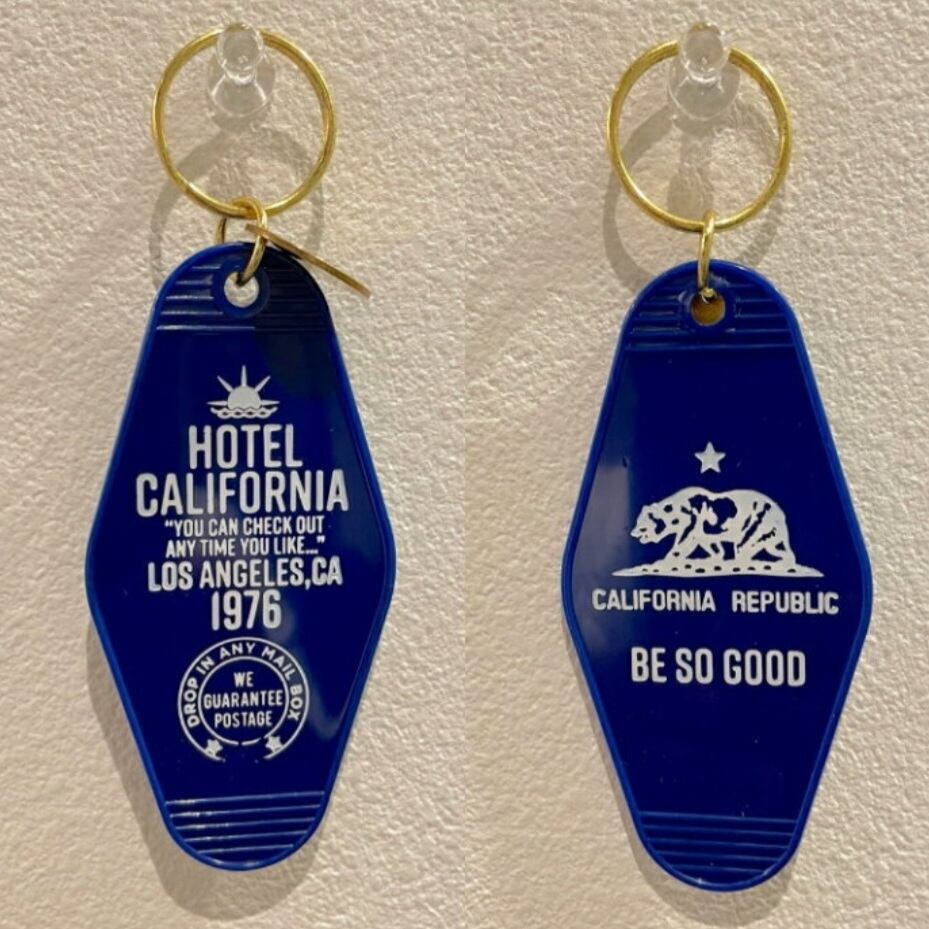 HOTEL
CALIFORNIA
“YOU CAN CHECK OUT
ANY TIME YOU LIKE...”
LOS ANGELES,CA
1976
DROP IN ANY MAIL BOX
WE
GUARANTEE
POSTAGE
CALIFORNIA REPUBLIC
BE SO GOOD